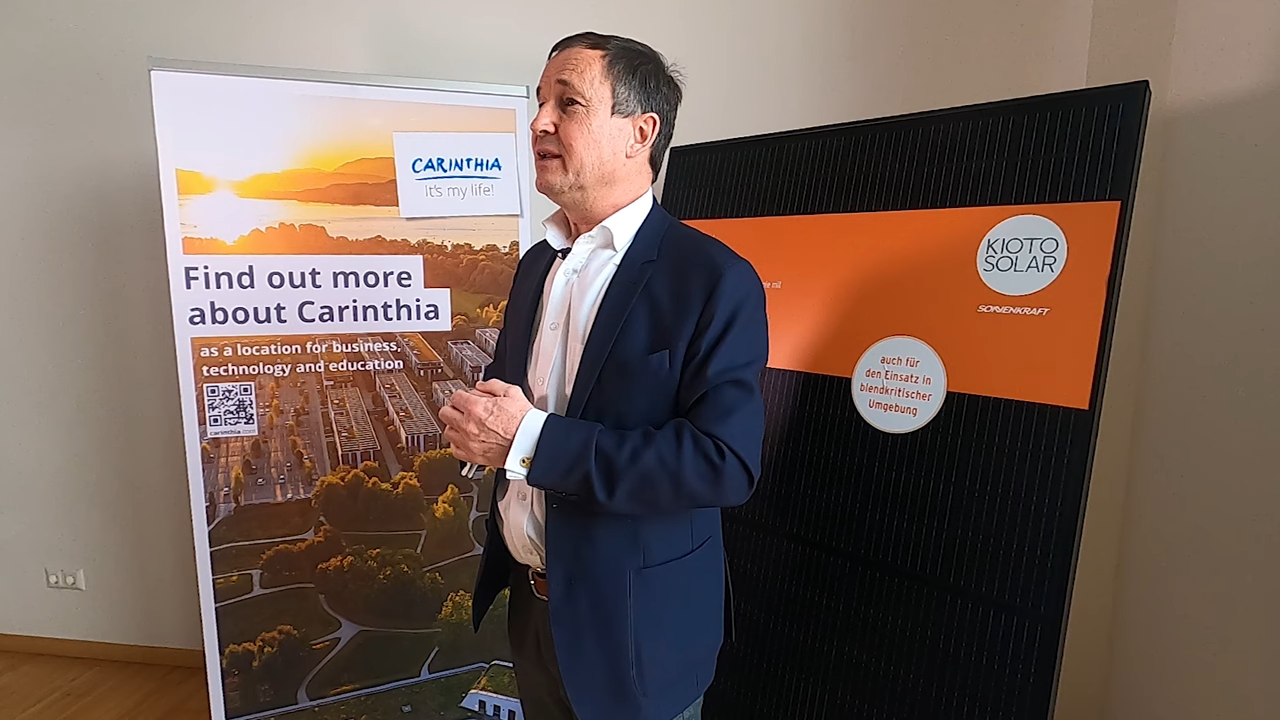 CARINTHIA
It's my life!
Find out more
about Carinthia
as a location for business,
technology and education
carinthia.com
KIOTO
SOLAR
SONNENKRAFT
auch für
den Einsatz in
blendkritischer
Umgebung